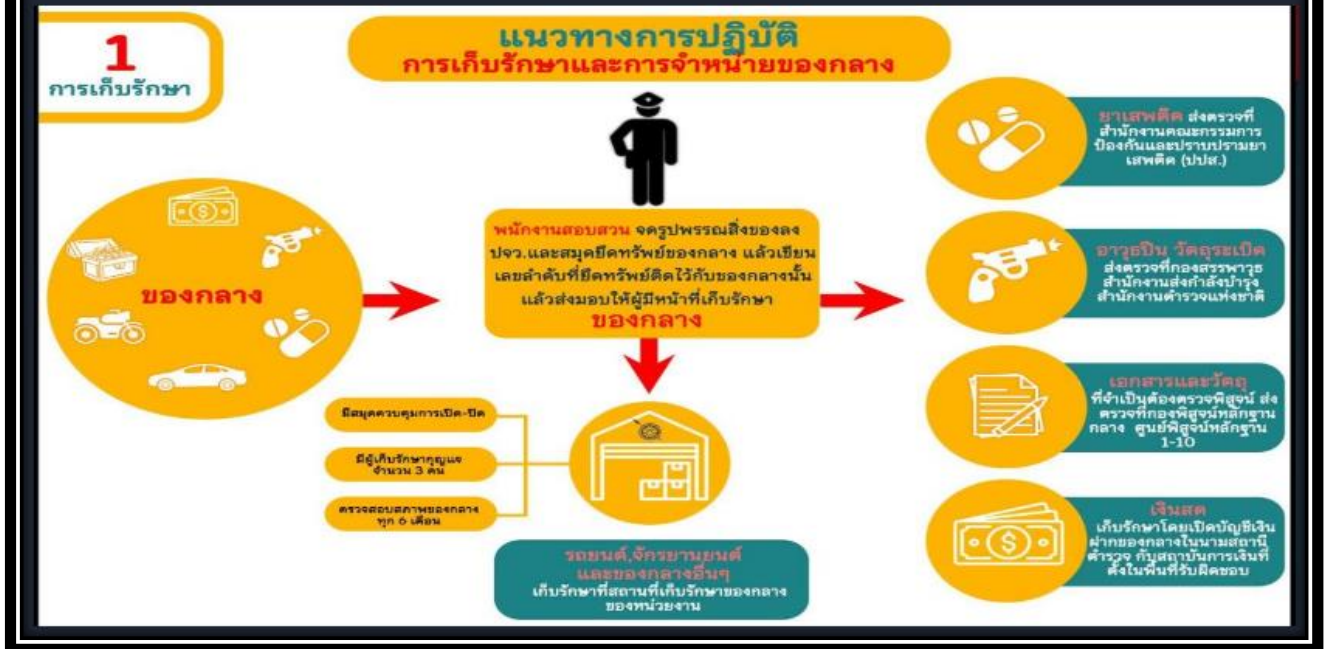 1
การเก็บรักษา
แนวทางการปฏิบัติ
การเก็บรักษาและการจำหน่ายของกลาง
ของกลาง
พนักงานสอบสวน จดรูปพรรณสิ่งของลง
ปจว.และสมุดยึดทรัพย์ของกลาง แล้วเขียน
เลขลำดับที่ยึดทรัพย์ติดไว้กับของกลางนั้น
แล้วส่งมอบให้ผู้มีหน้าที่เก็บรักษา
ของกลาง
มีสมุดควบคุมการเปิด-ปิด
มีผู้เก็บรักษากุญแจ
จำนวน 3 คน
ตรวจสอบสภาพของกลาง
ทุก 6 เดือน
รถยนต์,จักรยานยนต์
และของกลางอื่นๆ
เก็บรักษาที่สถานที่เก็บรักษาของกลาง
ของหน่วยงาน
ยาเสพติด ส่งตรวจที่
สำนักงานคณะกรรมการ
ป้องกันและปราบปรามยา
เสพติด (ปปส.)
อาวุธปืน วัตถุระเบิด
ส่งตรวจที่กองสรรพาวุธ
สำนักงานส่งกำลังบำรุง
สำนักงานตำรวจแห่งชาติ
เอกสารและวัตถุ
ที่จำเป็นต้องตรวจพิสูจน์ ส่ง
ตรวจที่กองพิสูจน์หลักฐาน
กลาง ศูนย์พิสูจน์หลักฐาน
1-10
เงินสด
เก็บรักษาโดยเปิดบัญชีเงิน
ฝากของกลางในนามสถานี
ตำรวจ กับสถาบันการเงินที่
ตั้งในพื้นที่รับผิดชอบ
$
$